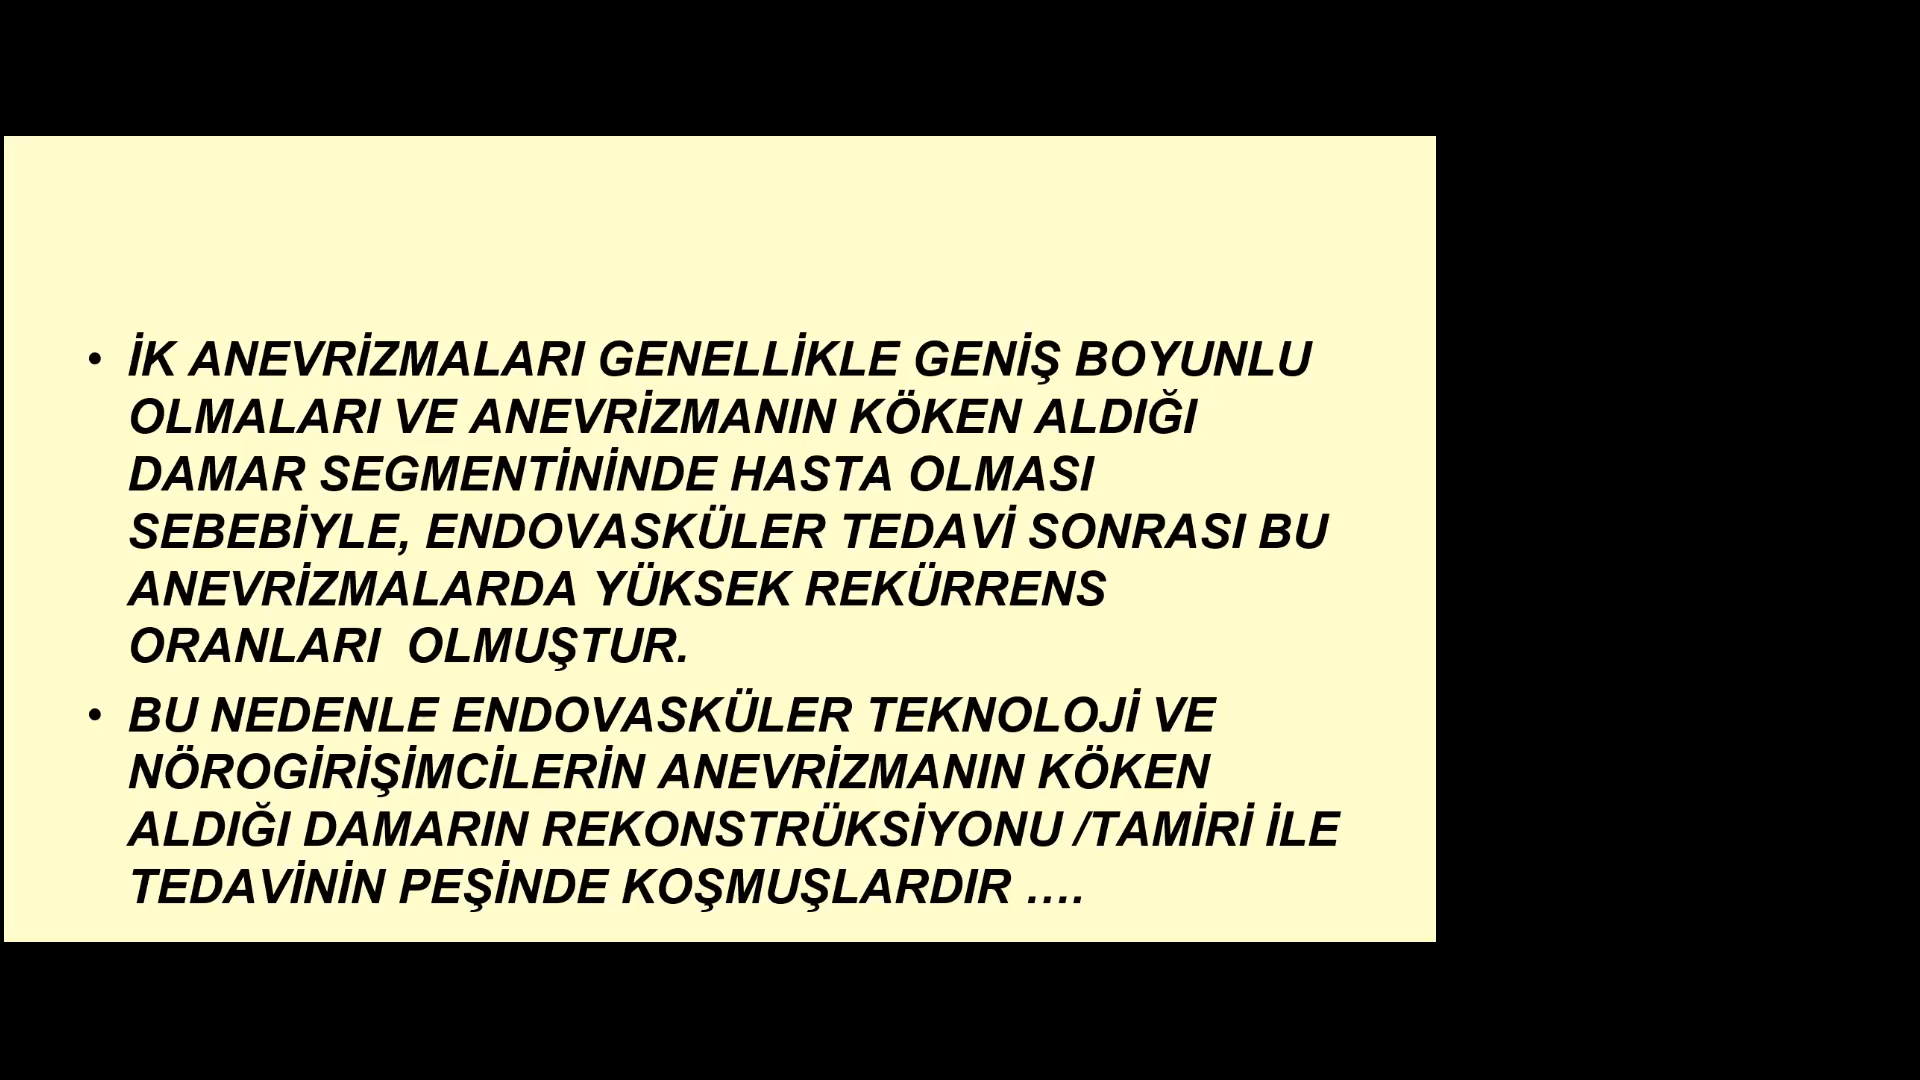 • İK ANEVRİZMALARI GENELLİKLE GENİŞ BOYUNLU
OLMALARI VE ANEVRİZMANIN KÖKEN ALDIĞI
DAMAR SEGMENTİNİNDE HASTA OLMASI
SEBEBİYLE, ENDOVASKÜLER TEDAVİ SONRASI BU
ANEVRİZMALARDA YÜKSEK REKÜRRENS
ORANLARI  OLMUŞTUR.
• BU NEDENLE ENDOVASKÜLER TEKNOLOJİ VE
NÖROGİRİŞİMCİLERİN ANEVRİZMANIN KÖKEN
ALDIĞI DAMARIN REKONSTRÜKSİYONU /TAMİRİ İLE
TEDAVİNİN PEŞİNDE KOŞMUŞLARDIR ….